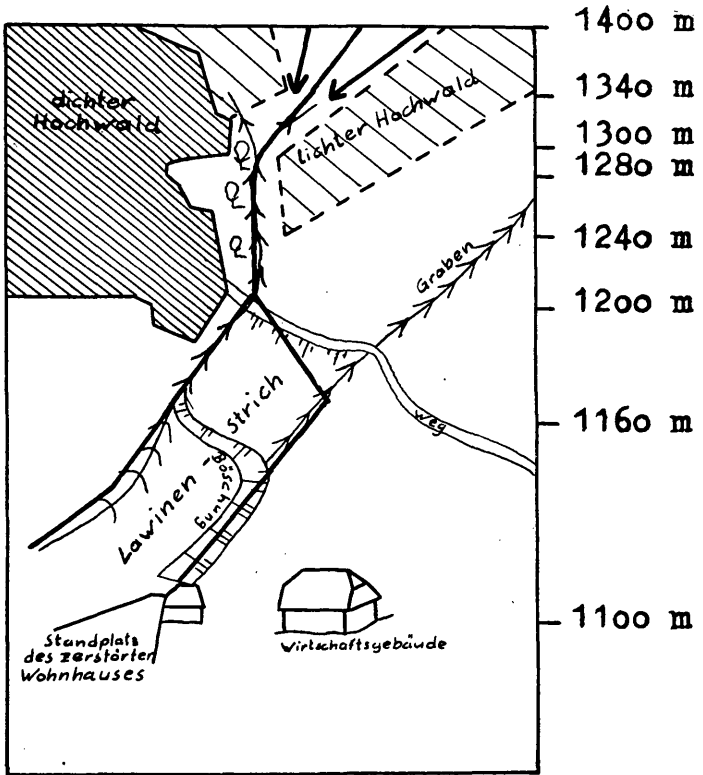 1400 m
dichter
Hochwald
1340 m
lichter Hochwald
1300 m
1280 m
1240 m
Graben
1200 m
Lawinen - strich
1160 m
Weg
Böschung
1100 m
Standplats
des zerstörten
Wohnhauses
Wirtschaftsgebäude